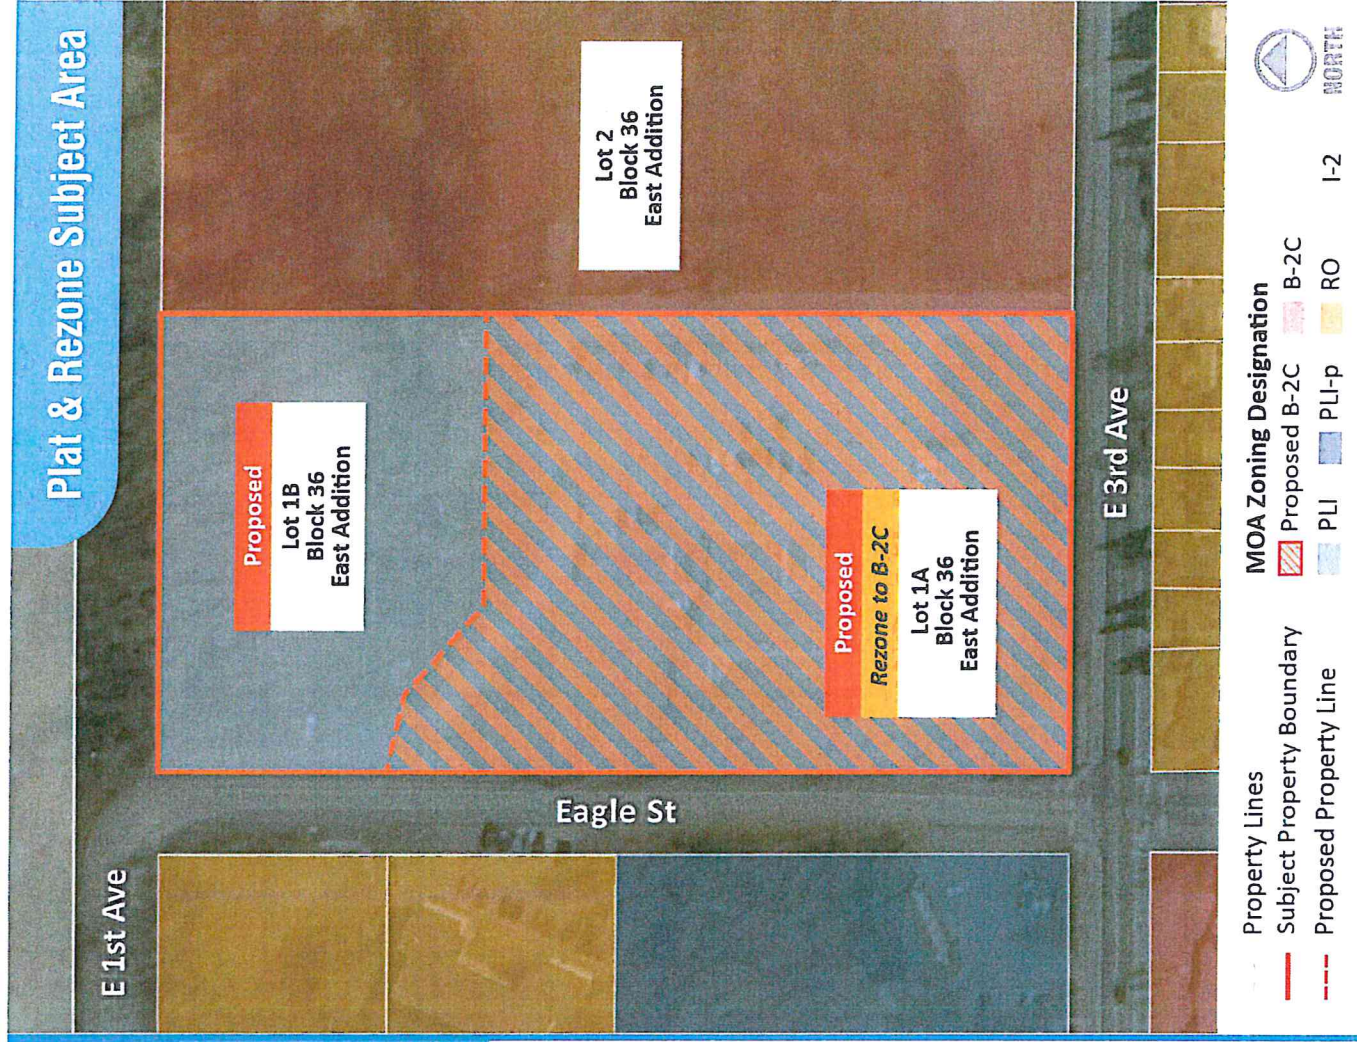 Plat & Rezone Subject Area
E 1st Ave
Proposed
Lot 1B
Block 36
East Addition
Lot 2
Block 36
East Addition
Eagle St
Proposed
Rezone to B-2C
Lot 1A
Block 36
East Addition
E 3rd Ave
Property Lines
Subject Property Boundary
Proposed Property Line
MOA Zoning Designation
Proposed B-2C
B-2C
PLI
PLI-p
RO
I-2
NORTH